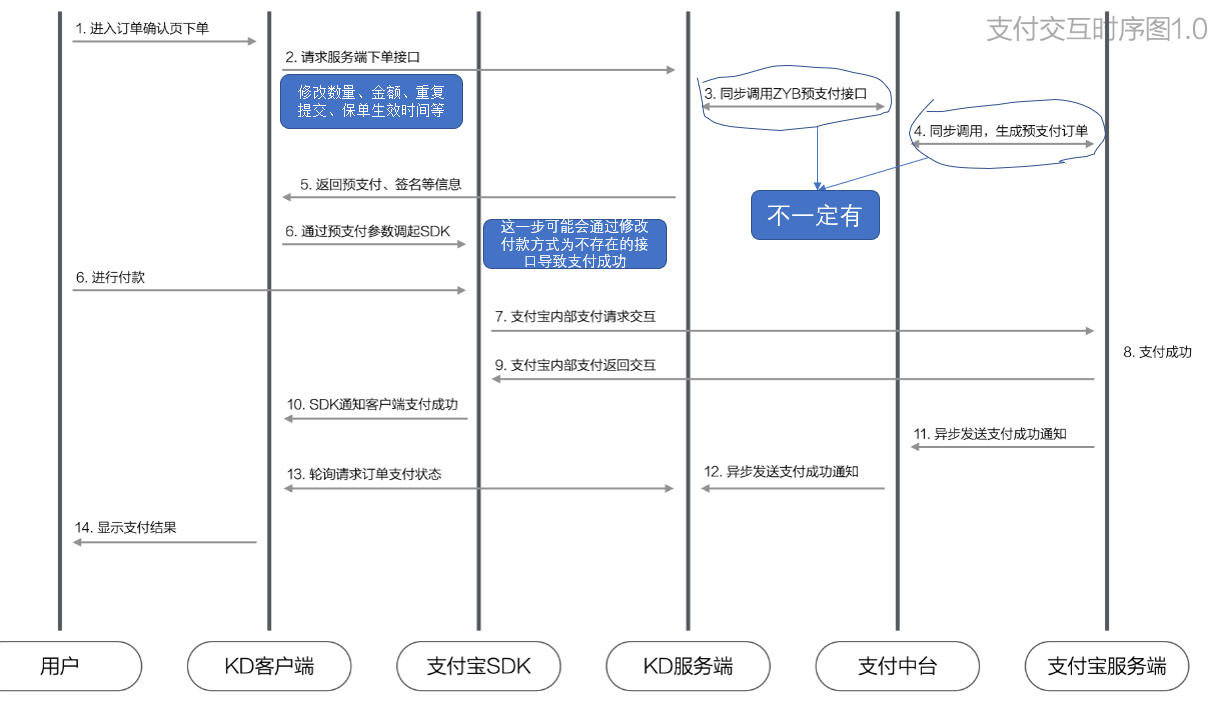 支付交互时序图1.0
1. 进入订单确认页下单
2. 请求服务端下单接口
修改数量、金额、重复
提交、保单生效时间等
3. 同步调用ZYB预支付接口
4. 同步调用，生成预支付订单
5. 返回预支付、签名等信息
不一定有
6. 通过预支付参数调起SDK
这一步可能会通过修改
付款方式为不存在的接
口导致支付成功
6. 进行付款
7. 支付宝内部支付请求交互
8. 支付成功
9. 支付宝内部支付返回交互
10. SDK通知客户端支付成功
11. 异步发送支付成功通知
12. 异步发送支付成功通知
13. 轮询请求订单支付状态
14. 显示支付结果
用户
KD客户端
支付宝SDK
KD服务端
支付中台
支付宝服务端